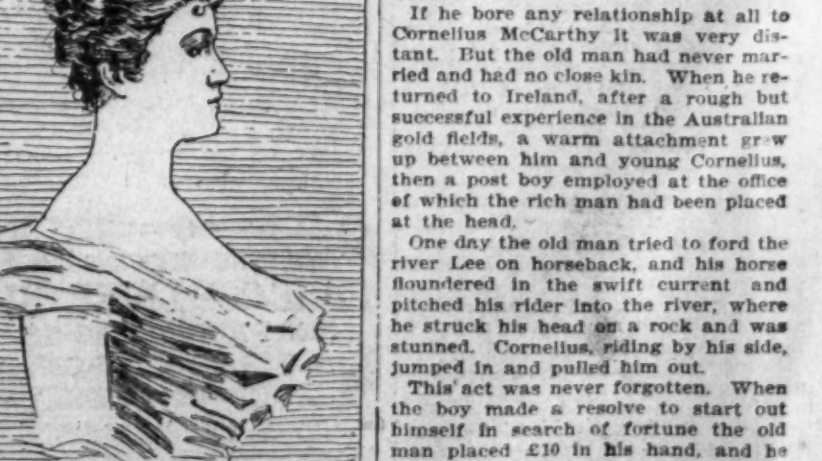 If he bore any relationship at all to
Cornelius McCarthy it was very dis-
tant. But the old man had never mar-
ried and had no close kin. When he re-
turned to Ireland, after a rough but
successful experience in the Australian
gold fields, a warm attachment grew
up between him and young Cornelius,
then a post boy employed at the office
of which the rich man had been placed
at the head.
One day the old man tried to ford the
river Lee on horseback, and his horse
floundered in the swift current and
pitched his rider into the river, where
he struck his head on a rock and was
stunned. Cornelius, riding by his side,
jumped in and pulled him out.
This act was never forgotten. When
the boy made a resolve to start out
himself in search of fortune the old
man placed £10 in his hand, and he